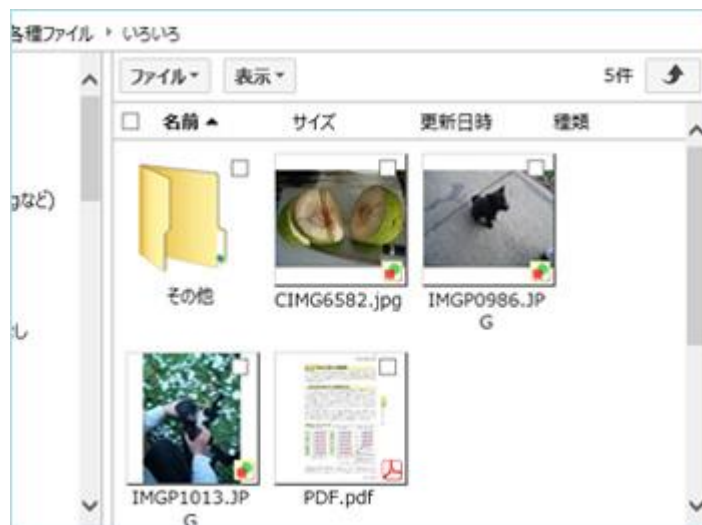 各種ファイル ▸ いろいろ
ファイル▾ 表示▾ 5件
名前▲ サイズ 更新日時 種類
gなど)
その他
CIMG6582.jpg
IMGP0986.JP
G
し
IMGP1013.JP
G
PDF.pdf